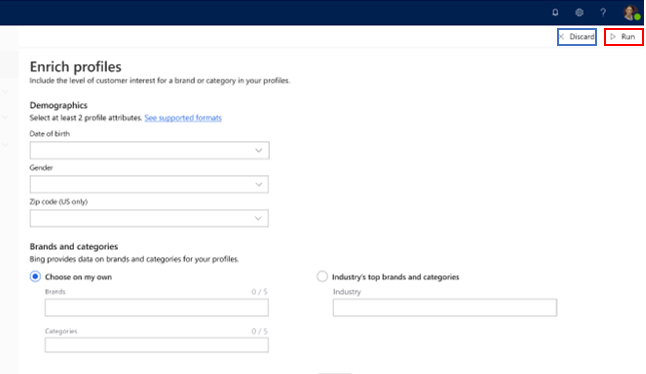 Discard
Run
Enrich profiles
Include the level of customer interest for a brand or category in your profiles.
Demographics
Select at least 2 profile attributes. See supported formats
Date of birth
Gender
Zip code (US only)
Brands and categories
Bing provides data on brands and categories for your profiles.
Choose on my own
Industry's top brands and categories
Brands 0 / 5
Industry
Categories 0 / 5